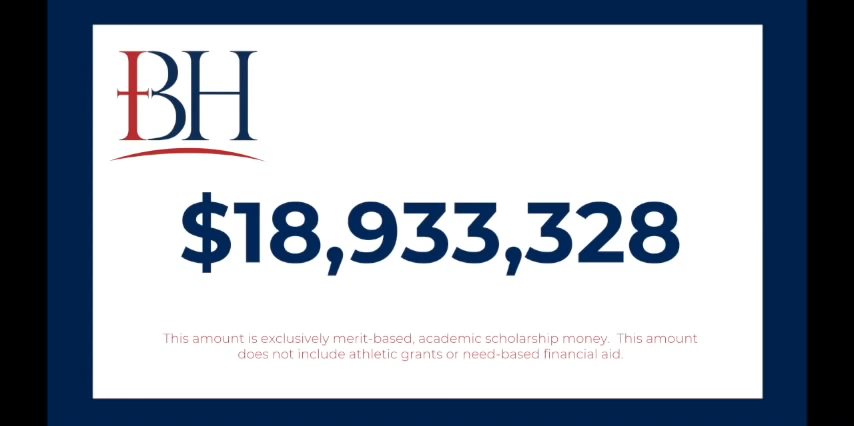 BH
$18,933,328
This amount is exclusively merit-based, academic scholarship money.  This amount
does not include athletic grants or need-based financial aid.